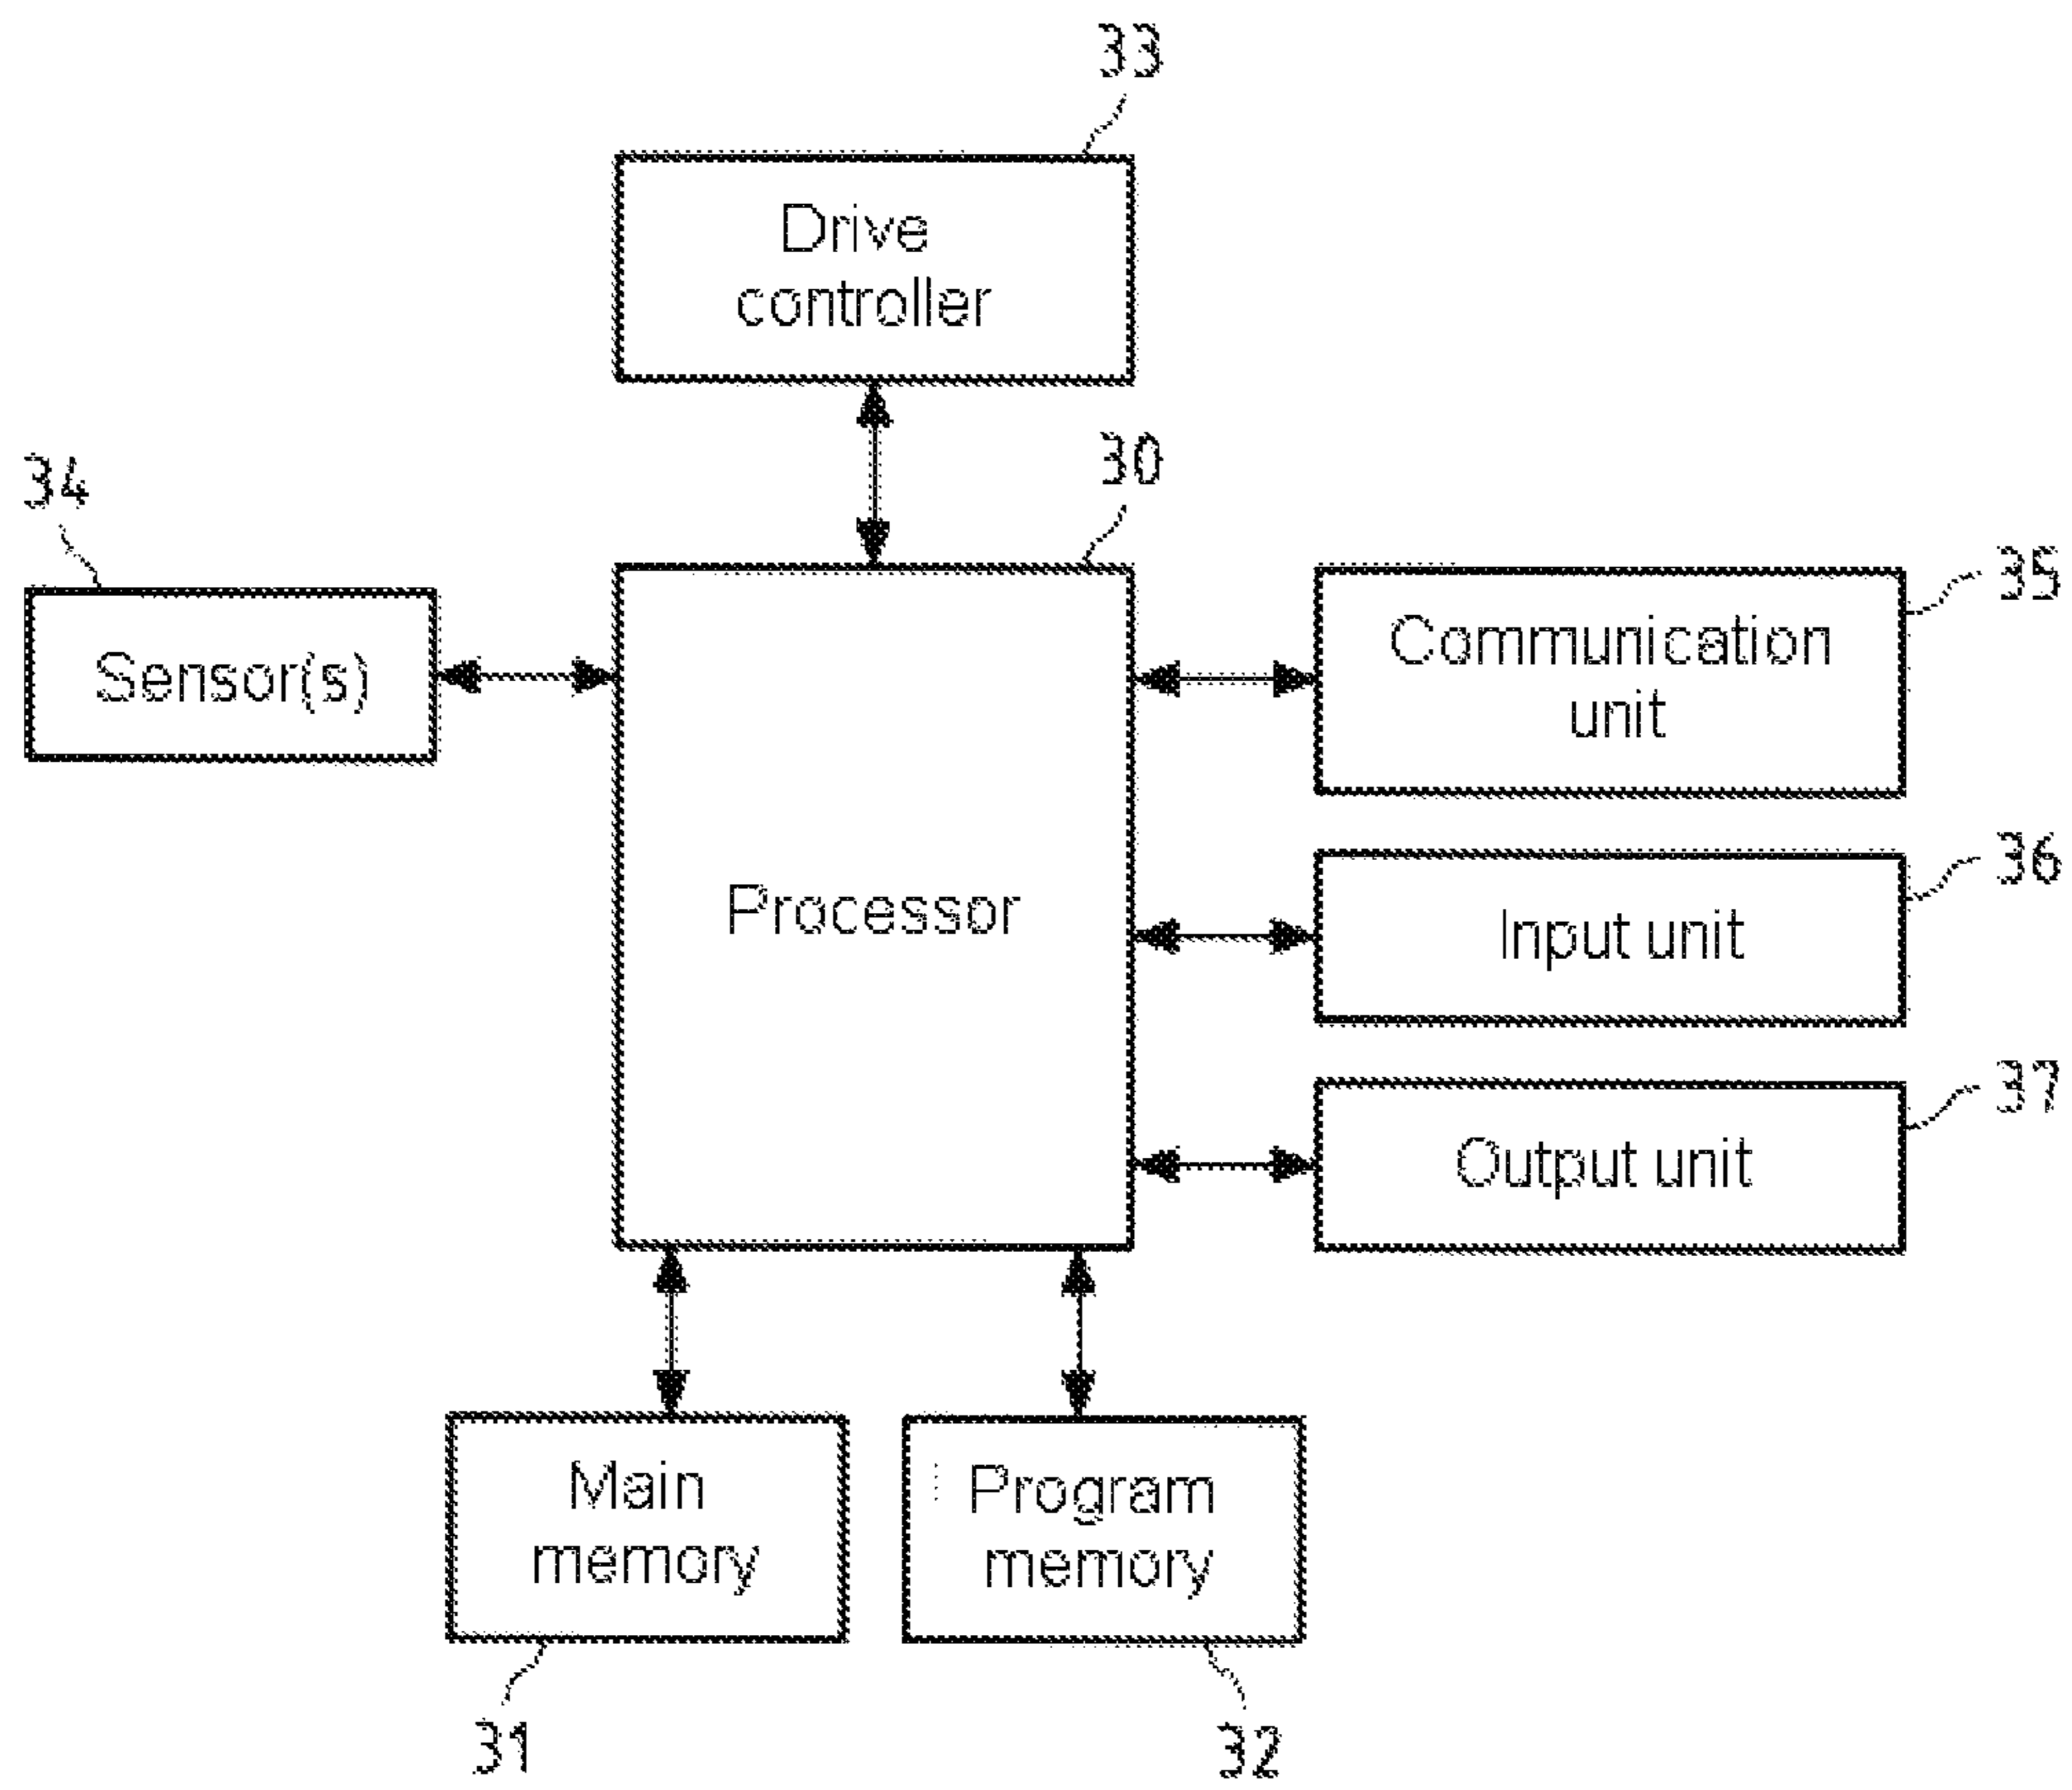 33
Drive
controller
30
34
35
Sensor(s)
Communication
unit
Processor
36
Input unit
37
Output unit
Main
memory
Program
memory
31
32